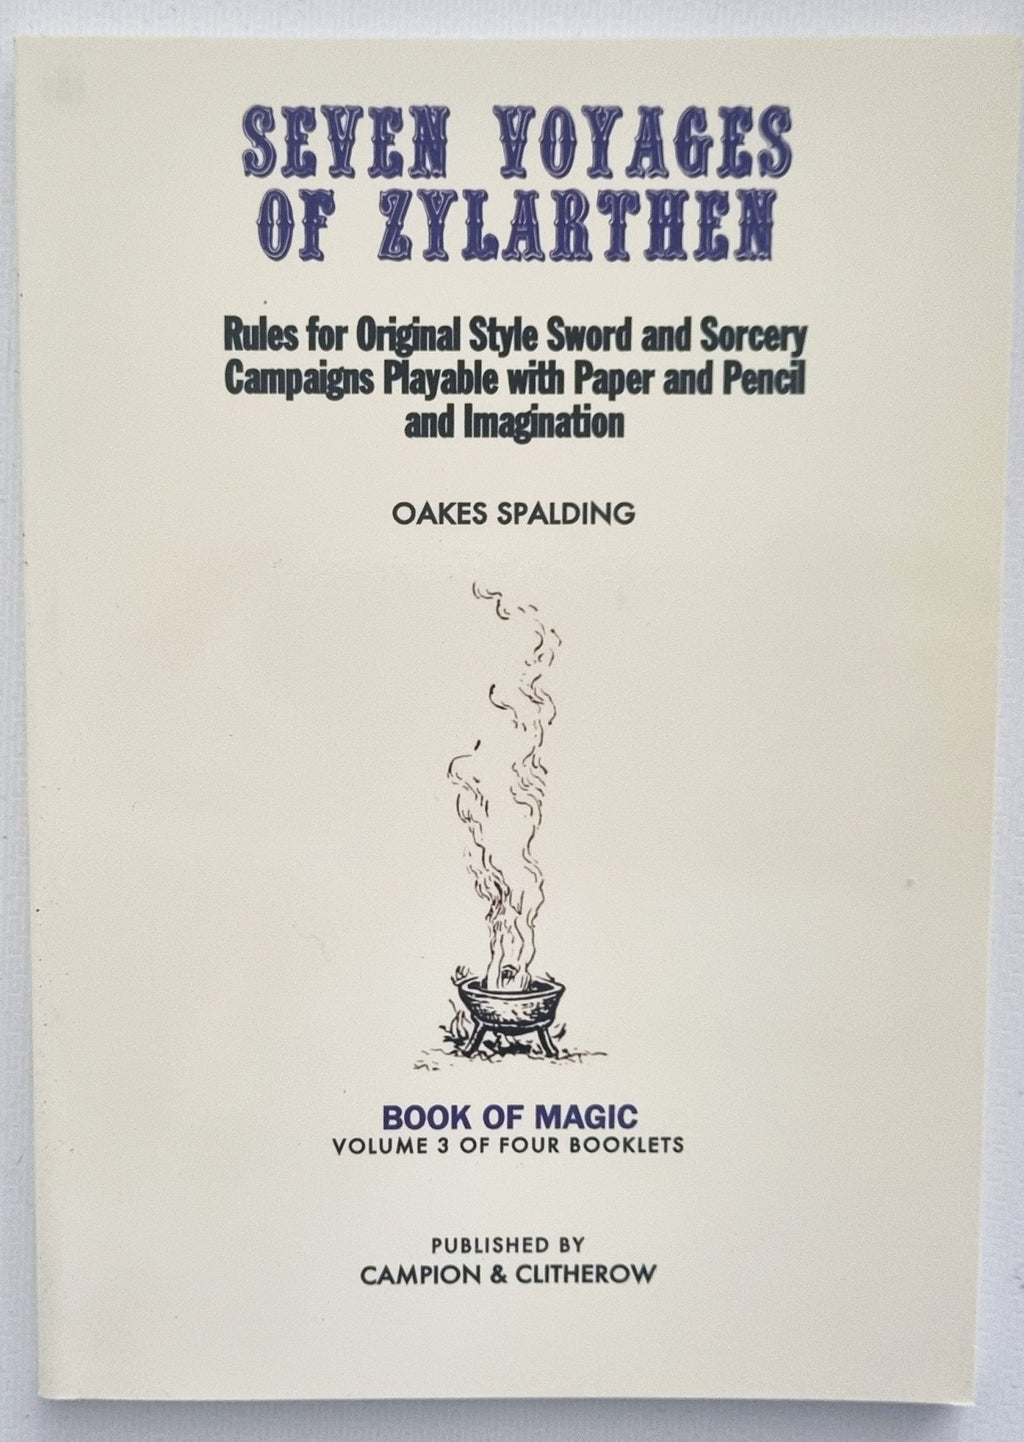 SEVEN VOYAGES
OF ZYLARTHEN
Rules for Original Style Sword and Sorcery
Campaigns Playable with Paper and Pencil
and Imagination
OAKES SPALDING
BOOK OF MAGIC
VOLUME 3 OF FOUR BOOKLETS
PUBLISHED BY
CAMPION & CLITHEROW